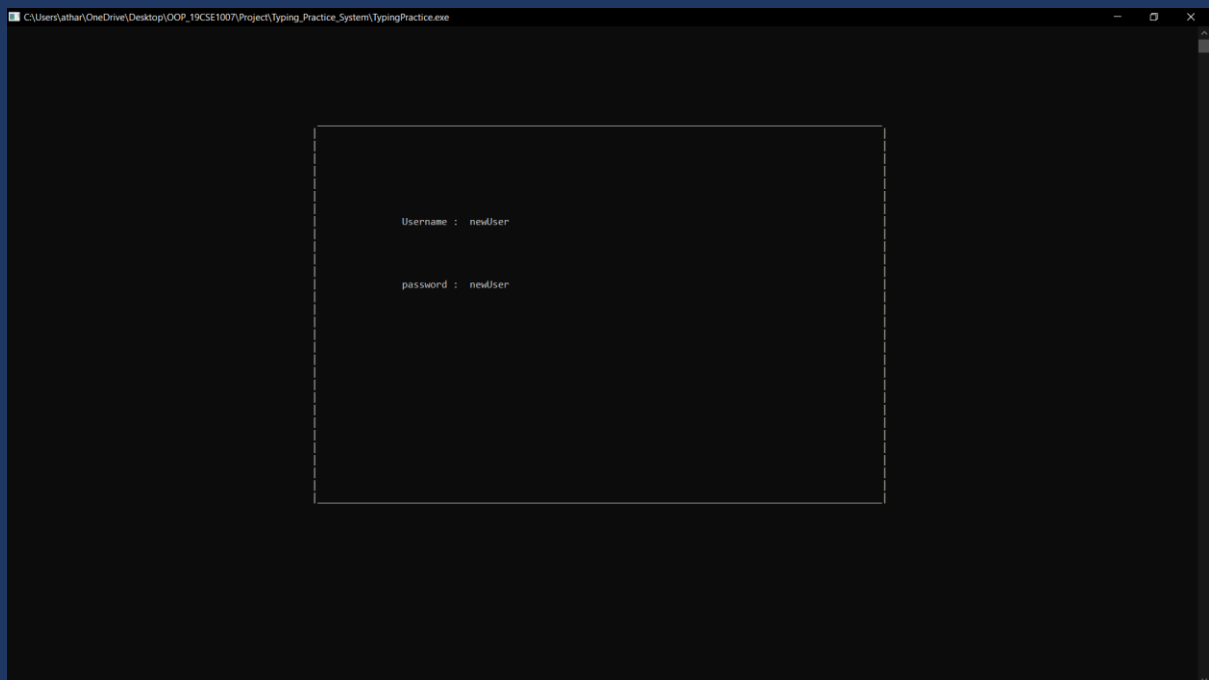 C:\Users\athar\OneDrive\Desktop\OOP_19CSE1007\Project\Typing_Practice_System\TypingPractice.exe
Username :  newUser
password :  newUser